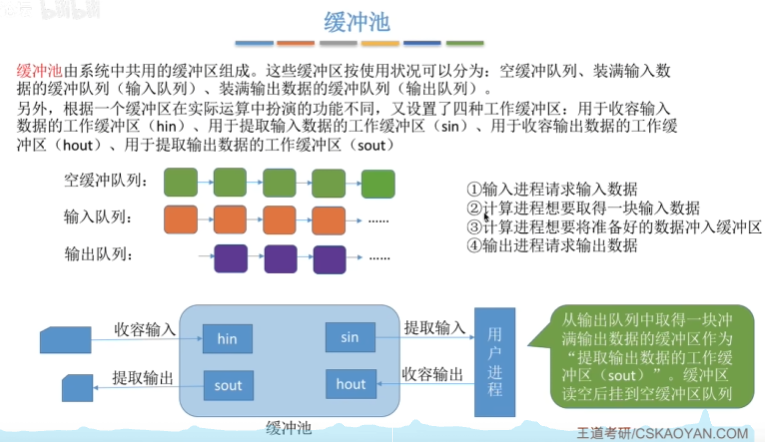 bilibili
缓冲池
缓冲池由系统中共用的缓冲区组成。这些缓冲区按使用状况可以分为：空缓冲队列、装满输入数
据的缓冲队列（输入队列）、装满输出数据的缓冲队列（输出队列）。
另外，根据一个缓冲区在实际运算中扮演的功能不同，又设置了四种工作缓冲区：用于收容输入
数据的工作缓冲区（hin）、用于提取输入数据的工作缓冲区（sin）、用于收容输出数据的工作缓
冲区（hout）、用于提取输出数据的工作缓冲区（sout）
空缓冲队列：
输入队列：
……
输出队列：
……
①输入进程请求输入数据
②计算进程想要取得一块输入数据
③计算进程想要将准备好的数据冲入缓冲区
④输出进程请求输出数据
收容输入
hin
sin
提取输入
提取输出
sout
hout
收容输出
用户进程
缓冲池
从输出队列中取得一块冲
满输出数据的缓冲区作为
“提取输出数据的工作缓
冲区（sout）”。缓冲区
读空后挂到空缓冲区队列
王道考研/CSKAOYAN.COM